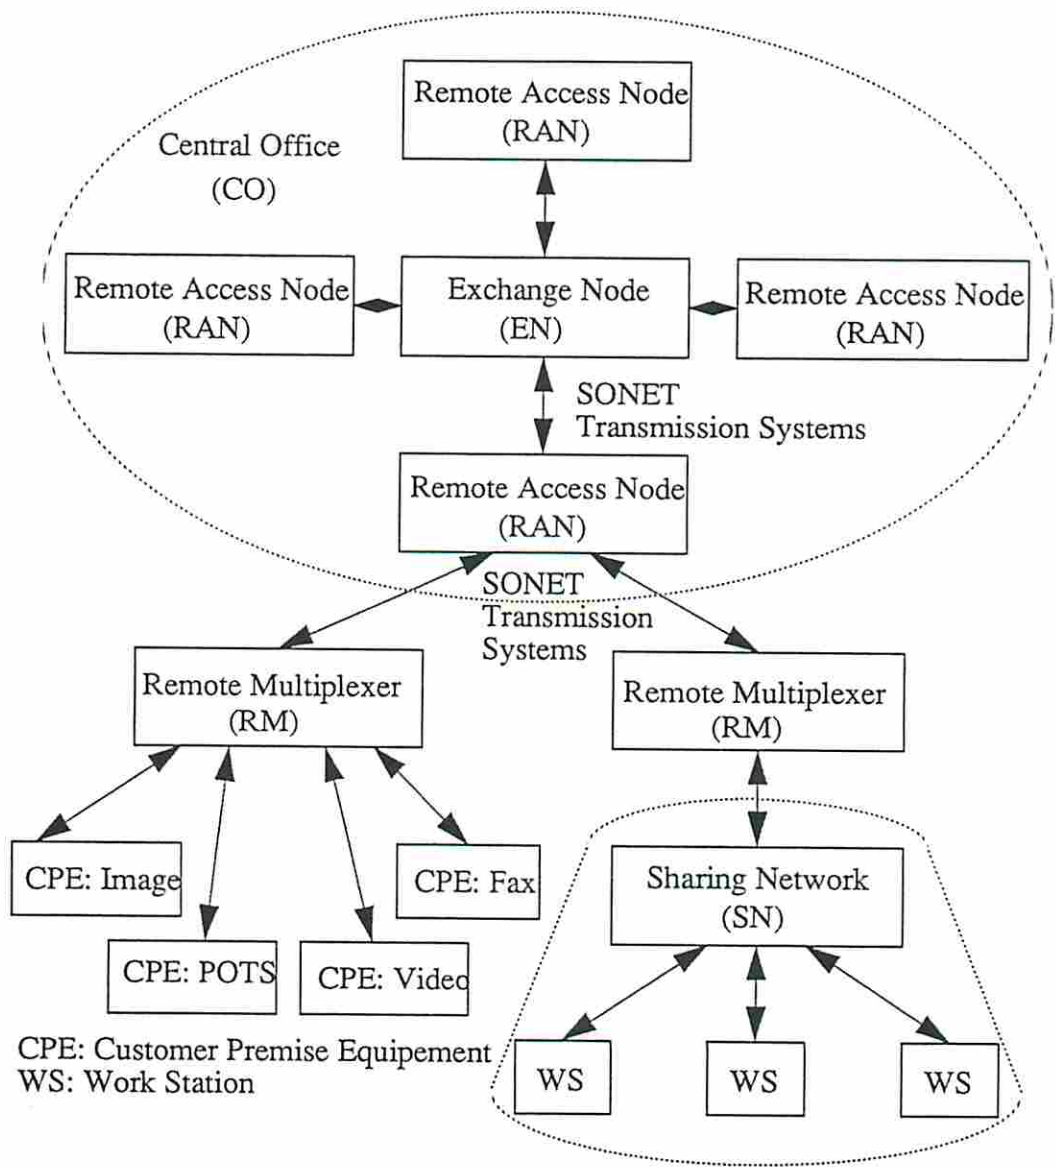 Remote Access Node
(RAN)
Central Office
(CO)
Remote Access Node
(RAN)
Exchange Node
(EN)
Remote Access Node
(RAN)
SONET
Transmission Systems
Remote Access Node
(RAN)
SONET
Transmission
Systems
Remote Multiplexer
(RM)
Remote Multiplexer
(RM)
CPE: Image
CPE: Fax
CPE: POTS
CPE: Video
Sharing Network
(SN)
WS
WS
WS
CPE: Customer Premise Equipement
WS: Work Station